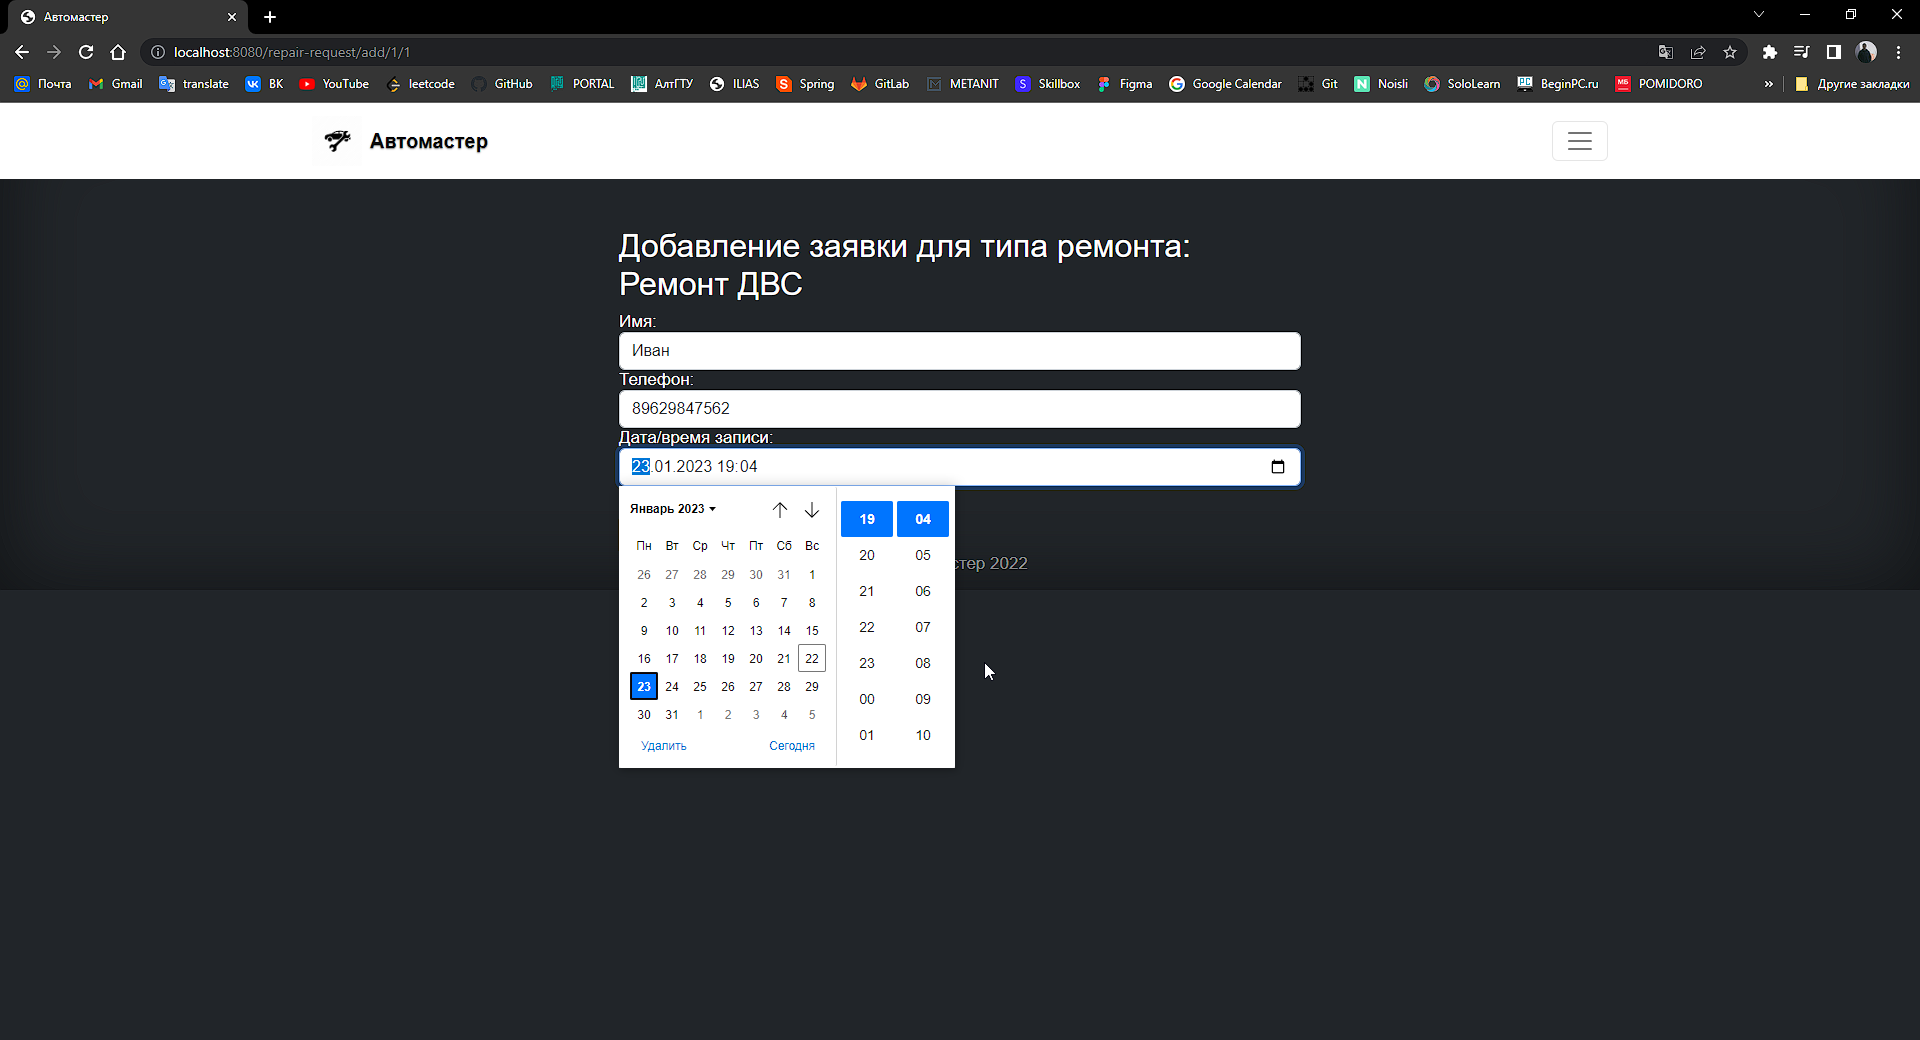 Автомастер
localhost:8080/repair-request/add/1/1
Почта Gmail translate ВК YouTube leetcode GitHub PORTAL АлтГТУ ILIAS Spring GitLab METANIT Skillbox Figma Google Calendar Git Noisli SoloLearn BeginPC.ru POMIDORO » Другие закладки
Автомастер
Добавление заявки для типа ремонта:
Ремонт ДВС
Имя:
Иван
Телефон:
89629847562
Дата/время записи:
23.01.2023 19:04
Январь 2023
Пн Вт Ср Чт Пт Сб Вс
26 27 28 29 30 31 1
2 3 4 5 6 7 8
9 10 11 12 13 14 15
16 17 18 19 20 21 22
23 24 25 26 27 28 29
30 31 1 2 3 4 5
Удалить Сегодня
19 04
20 05
21 06
22 07
23 08
00 09
01 10
стер 2022